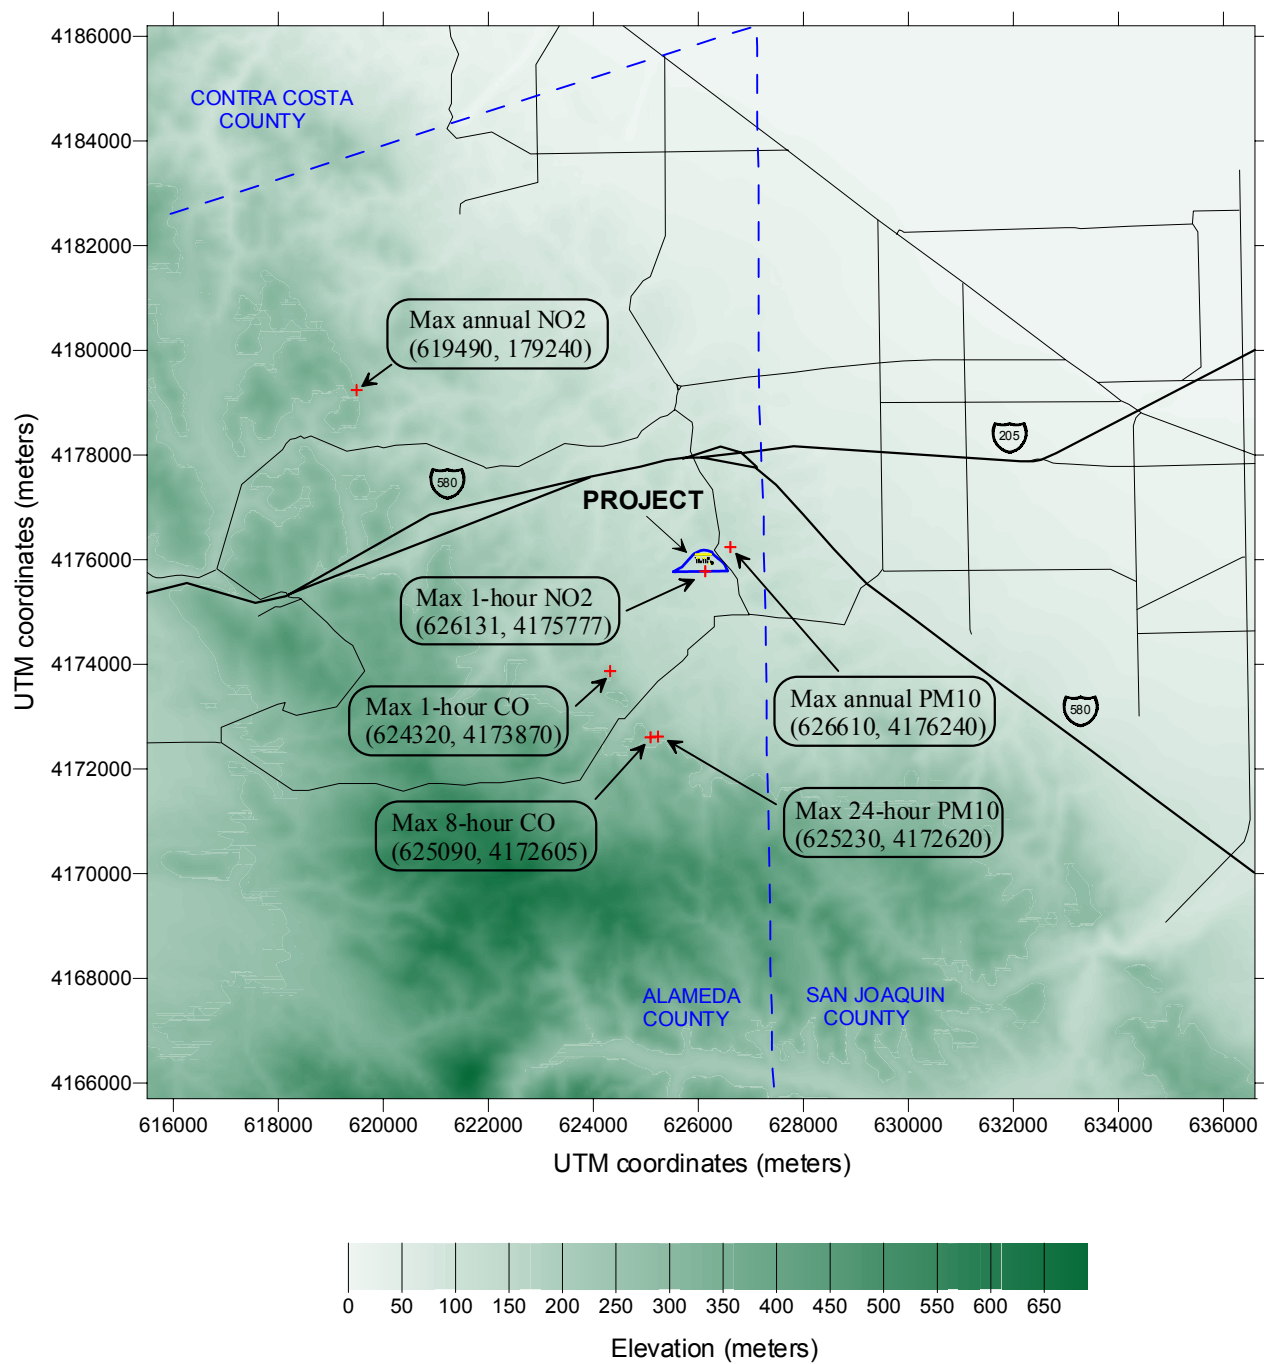 4186000
4184000
4182000
4180000
4178000
4176000
4174000
4172000
4170000
4168000
4166000
UTM coordinates (meters)
CONTRA COSTA
COUNTY
Max annual NO2
(619490, 179240)
205
580
PROJECT
Max 1-hour NO2
(626131, 4175777)
Max 1-hour CO
(624320, 4173870)
Max annual PM10
(626610, 4176240)
580
Max 8-hour CO
(625090, 4172605)
Max 24-hour PM10
(625230, 4172620)
ALAMEDA
COUNTY
SAN JOAQUIN
COUNTY
616000 618000 620000 622000 624000 626000 628000 630000 632000 634000 636000
UTM coordinates (meters)
0 50 100 150 200 250 300 350 400 450 500 550 600 650
Elevation (meters)